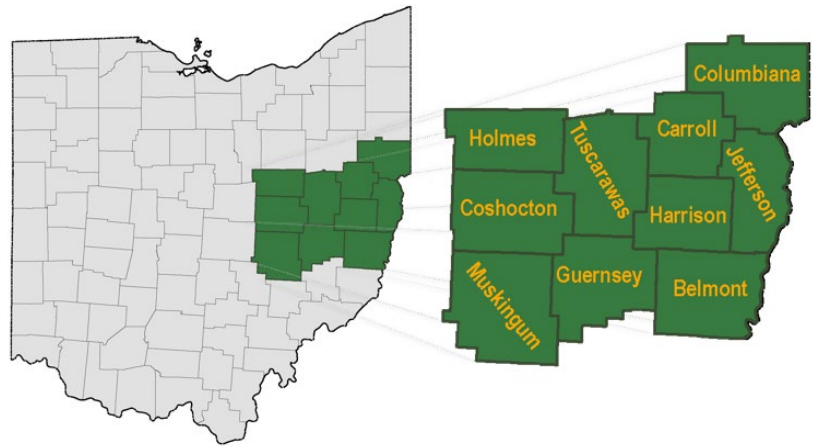 Columbiana
Holmes
Tuscarawas
Carroll
Jefferson
Coshocton
Harrison
Muskingum
Guernsey
Belmont